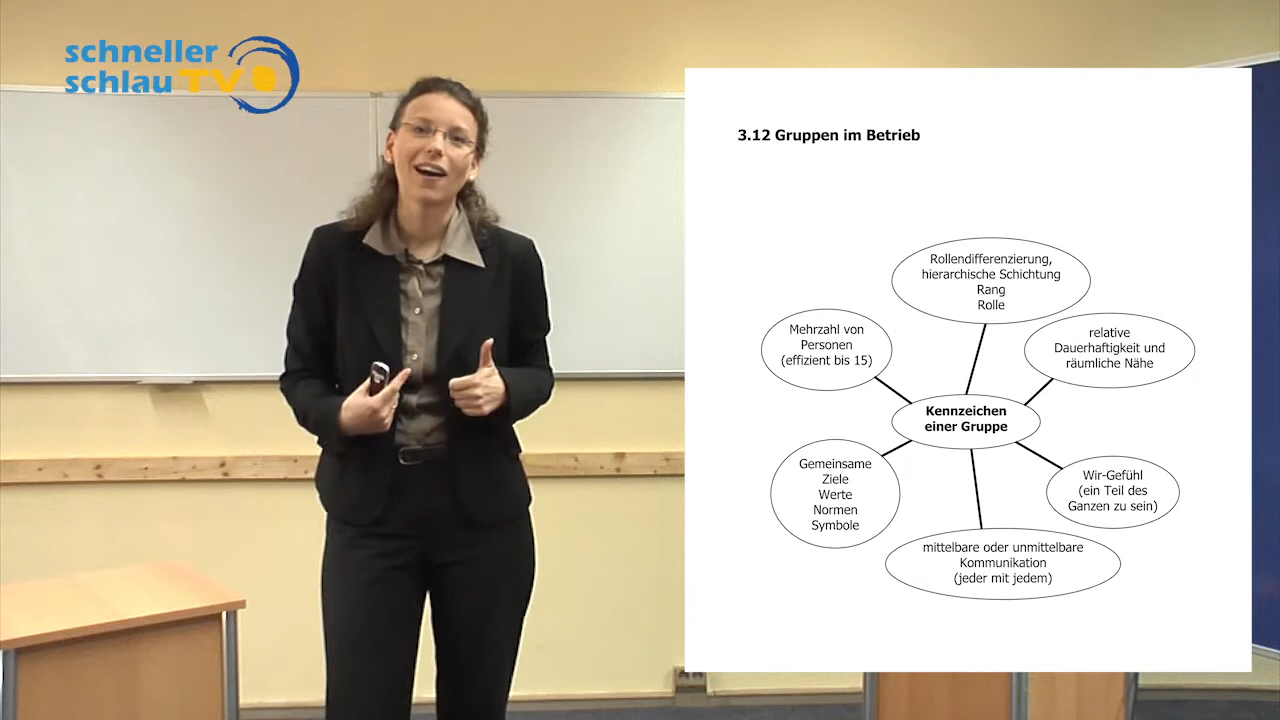 schneller
schlau TV
3.12 Gruppen im Betrieb
Rollendifferenzierung,
hierarchische Schichtung
Rang
Rolle
Mehrzahl von
Personen
(effizient bis 15)
relative
Dauerhaftigkeit und
räumliche Nähe
Kennzeichen
einer Gruppe
Gemeinsame
Ziele
Werte
Normen
Symbole
Wir-Gefühl
(ein Teil des
Ganzen zu sein)
mittelbare oder unmittelbare
Kommunikation
(jeder mit jedem)